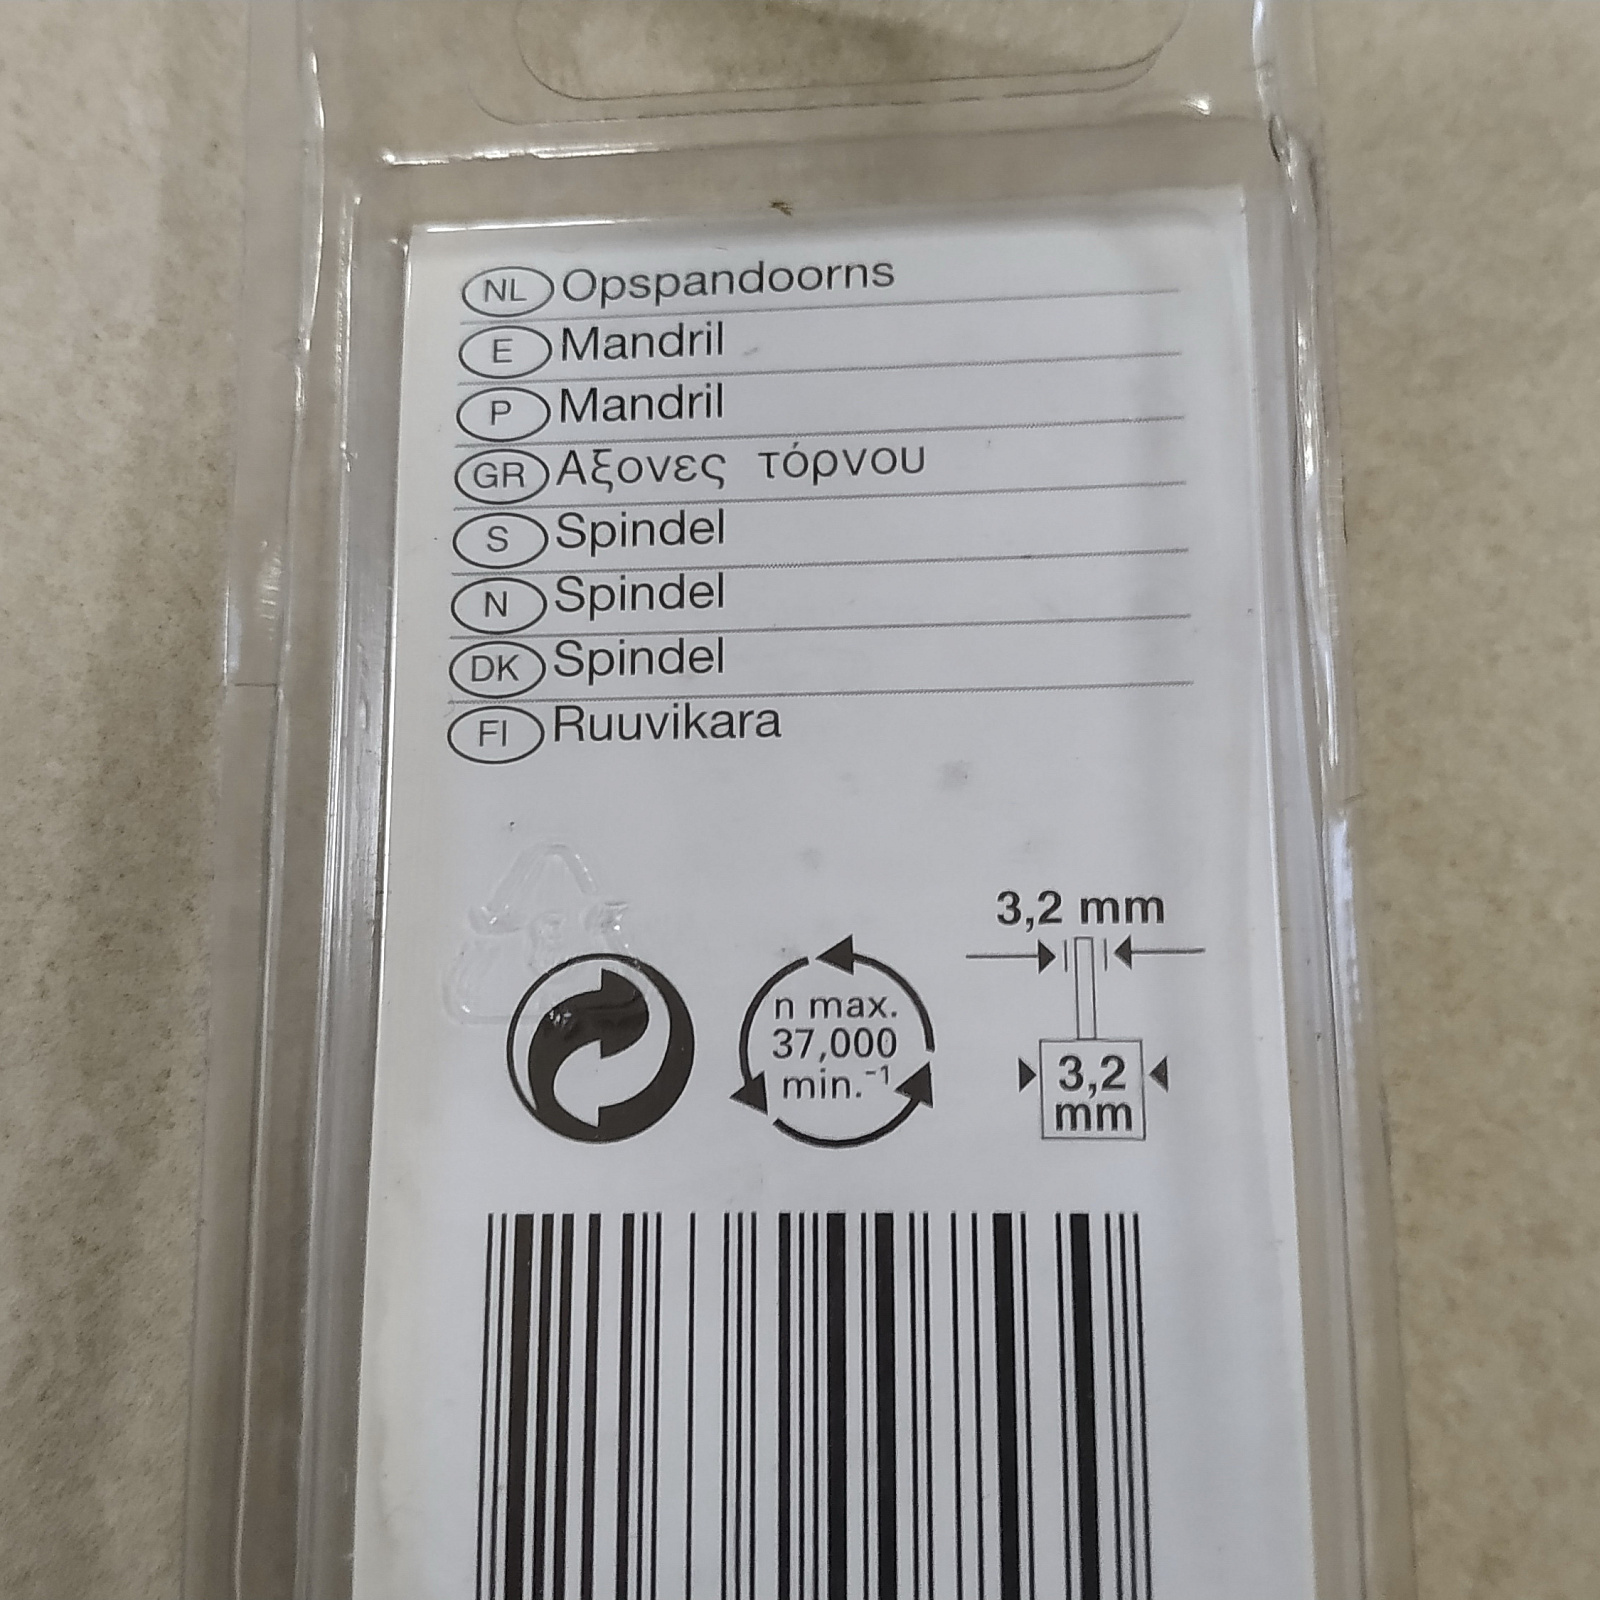 NL Opspandoorns
E Mandril
P Mandril
GR Αξονες τόρνου
S Spindel
N Spindel
DK Spindel
FI Ruuvikara
3,2 mm
n max.
37,000
min.⁻¹
3,2
mm